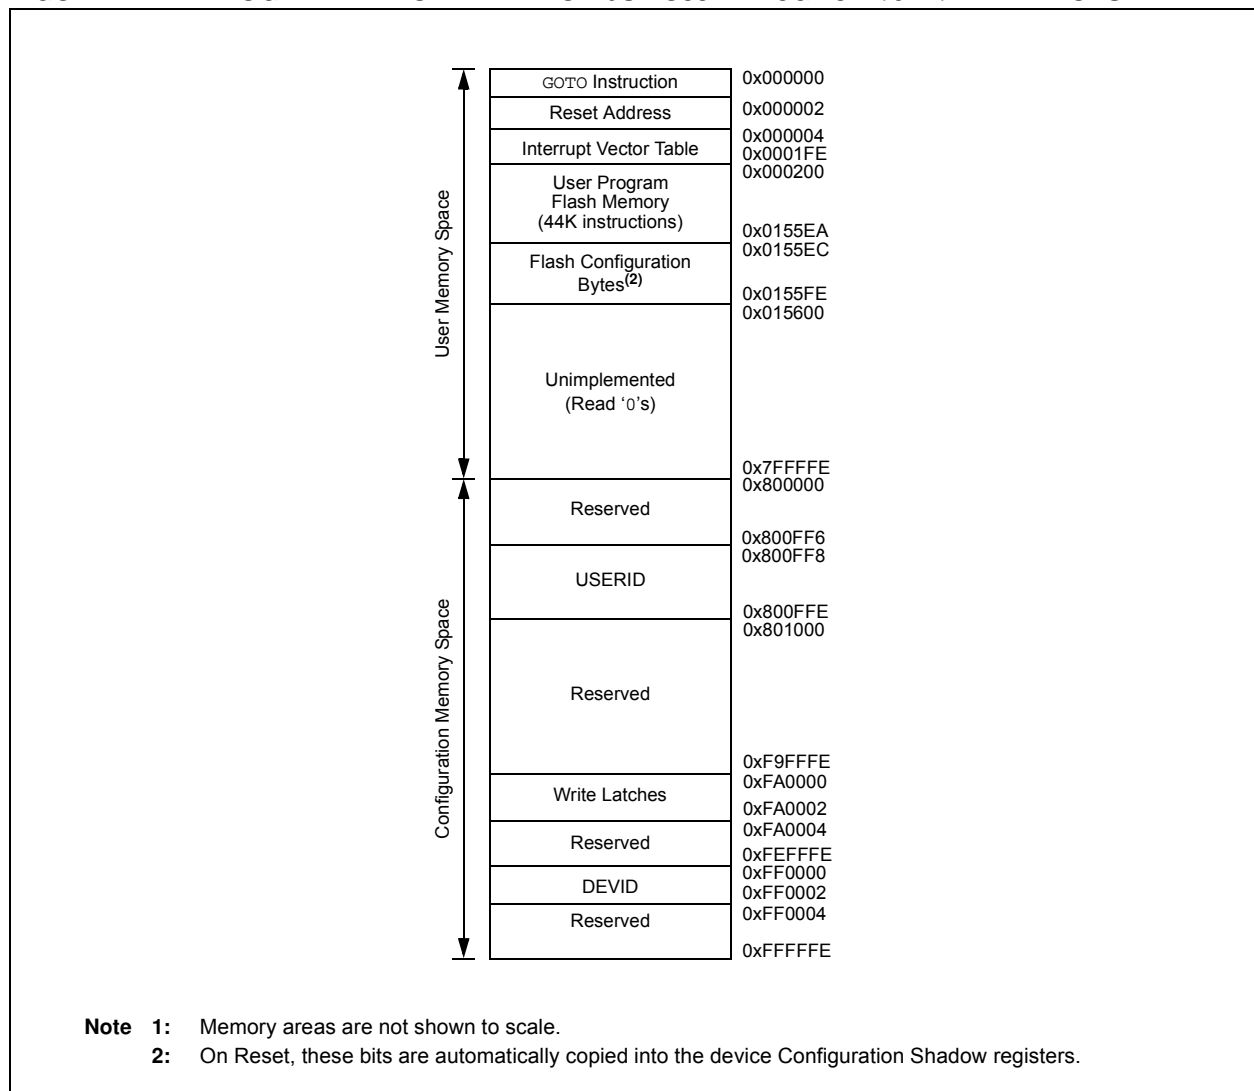 GOTO Instruction
0x000000
Reset Address
0x000002
0x000004
Interrupt Vector Table
0x0001FE
0x000200
User Program
Flash Memory
(44K instructions)
0x0155EA
0x0155EC
Flash Configuration
Bytes(2)
0x0155FE
0x015600
User Memory Space
Unimplemented
(Read ‘0’s)
0x7FFFFE
0x800000
Reserved
0x800FF6
0x800FF8
USERID
0x800FFE
0x801000
Configuration Memory Space
Reserved
0xF9FFFE
0xFA0000
Write Latches
0xFA0002
0xFA0004
Reserved
0xFEFFFE
0xFF0000
DEVID
0xFF0002
0xFF0004
Reserved
0xFFFFFE
Note 1: Memory areas are not shown to scale.
2: On Reset, these bits are automatically copied into the device Configuration Shadow registers.